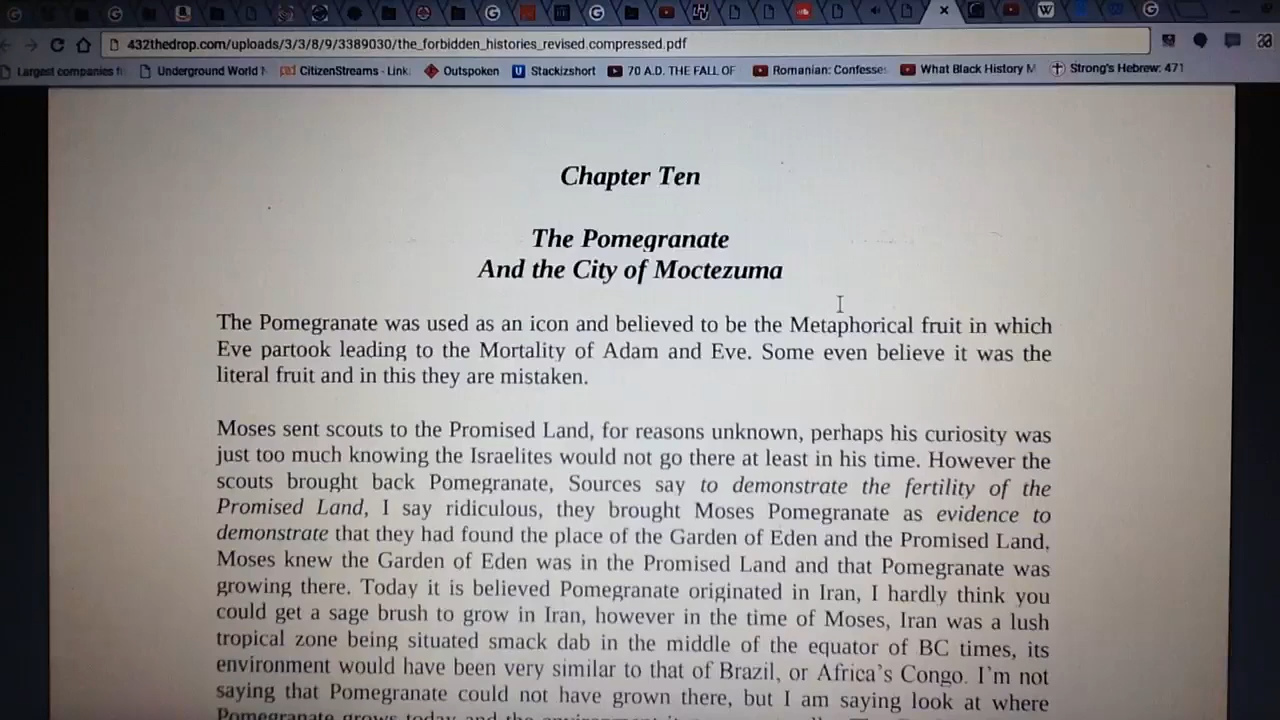 432thedrop.com/uploads/3/3/8/9/3389030/the_forbidden_histories_revised.compressed.pdf
Largest companies Underground World CitizenStreams - Link Outspoken Stackizshort 70 A.D. THE FALL OF Romanian: Confesse What Black History M Strong's Hebrew: 471
Chapter Ten
The Pomegranate
And the City of Moctezuma
The Pomegranate was used as an icon and believed to be the Metaphorical fruit in which
Eve partook leading to the Mortality of Adam and Eve. Some even believe it was the
literal fruit and in this they are mistaken.
Moses sent scouts to the Promised Land, for reasons unknown, perhaps his curiosity was
just too much knowing the Israelites would not go there at least in his time. However the
scouts brought back Pomegranate, Sources say to demonstrate the fertility of the
Promised Land, I say ridiculous, they brought Moses Pomegranate as evidence to
demonstrate that they had found the place of the Garden of Eden and the Promised Land,
Moses knew the Garden of Eden was in the Promised Land and that Pomegranate was
growing there. Today it is believed Pomegranate originated in Iran, I hardly think you
could get a sage brush to grow in Iran, however in the time of Moses, Iran was a lush
tropical zone being situated smack dab in the middle of the equator of BC times, its
environment would have been very similar to that of Brazil, or Africa's Congo. I'm not
saying that Pomegranate could not have grown there, but I am saying look at where
Pomegranate grows today and the environment